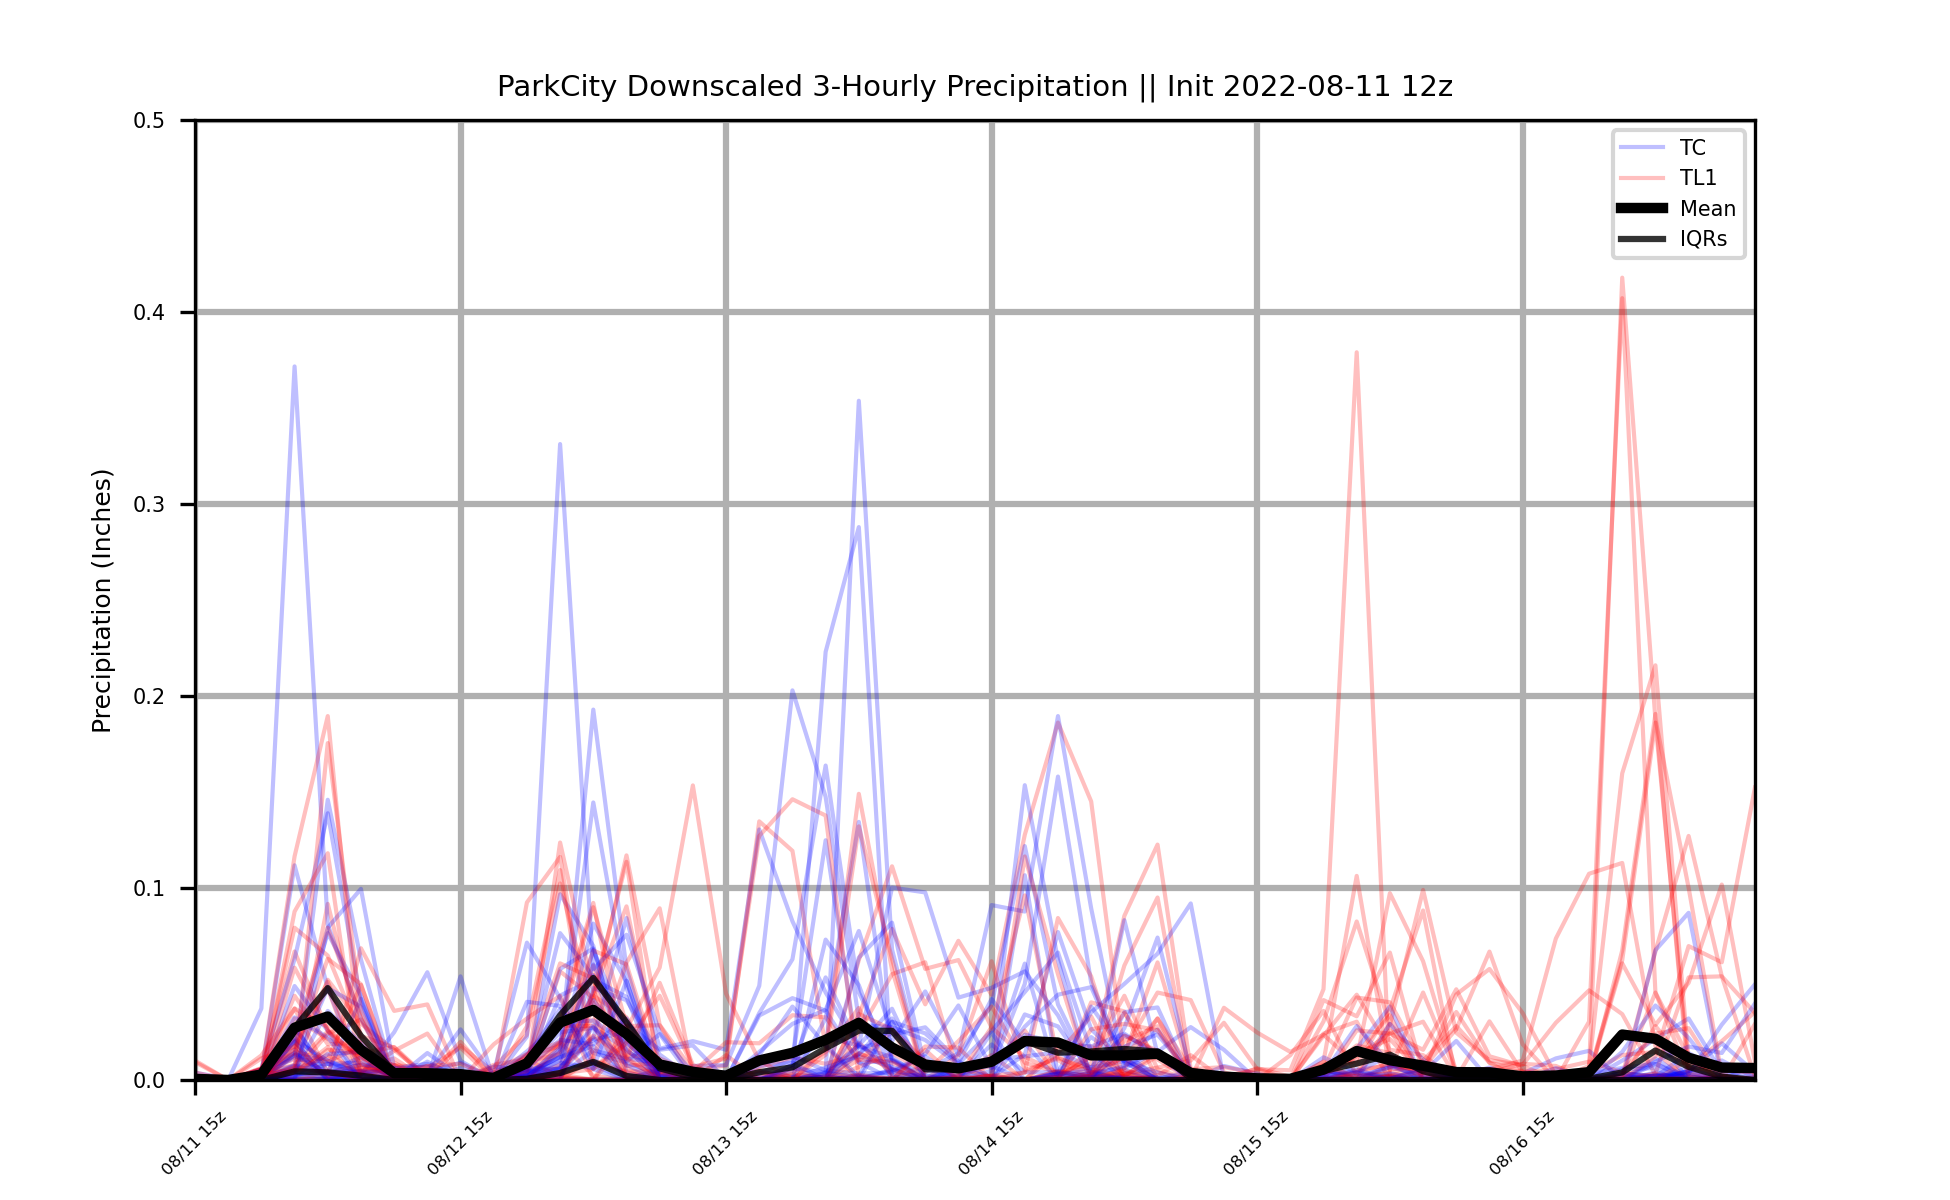 ParkCity Downscaled 3-Hourly Precipitation || Init 2022-08-11 12z
Precipitation (Inches)
0.5
0.4
0.3
0.2
0.1
0.0
TC
TL1
Mean
IQRs
08/11 15z
08/12 15z
08/13 15z
08/14 15z
08/15 15z
08/16 15z